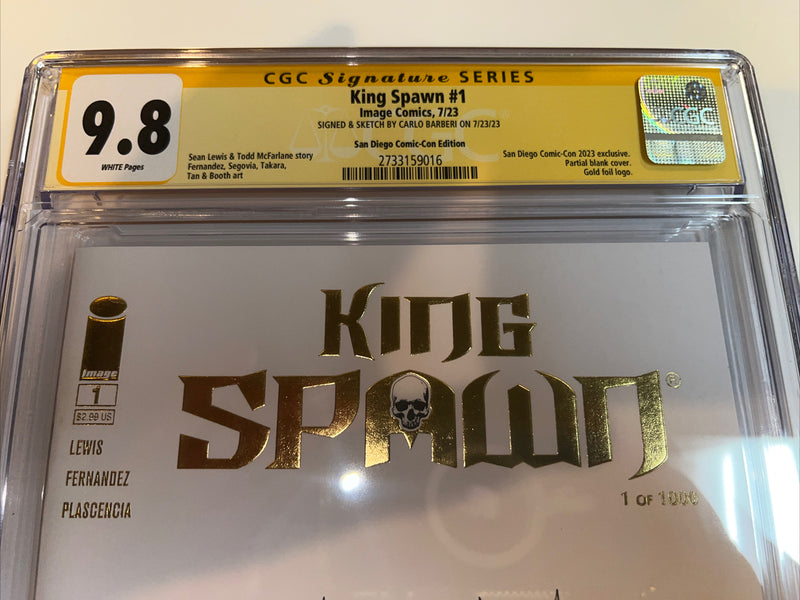 CGC Signature SERIES
9.8
WHITE Pages
King Spawn #1
Image Comics, 7/23
SIGNED & SKETCH BY CARLO BARBERI ON 7/23/23
San Diego Comic-Con Edition
2733159016
Sean Lewis & Todd McFarlane story
Fernandez, Segovia, Takara,
Tan & Booth art
San Diego Comic-Con 2023 exclusive.
Partial blank cover.
Gold foil logo.
CGC
KING
SPAWN®
Image
1
$2.99 US
LEWIS
FERNANDEZ
PLASCENCIA
1 OF 1000